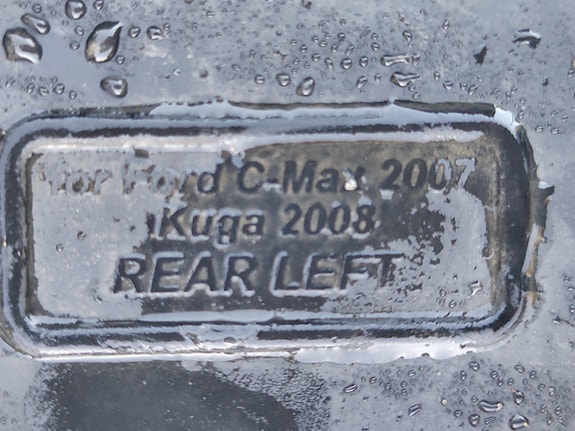 for Ford C-Max 2007
Kuga 2008
REAR LEFT